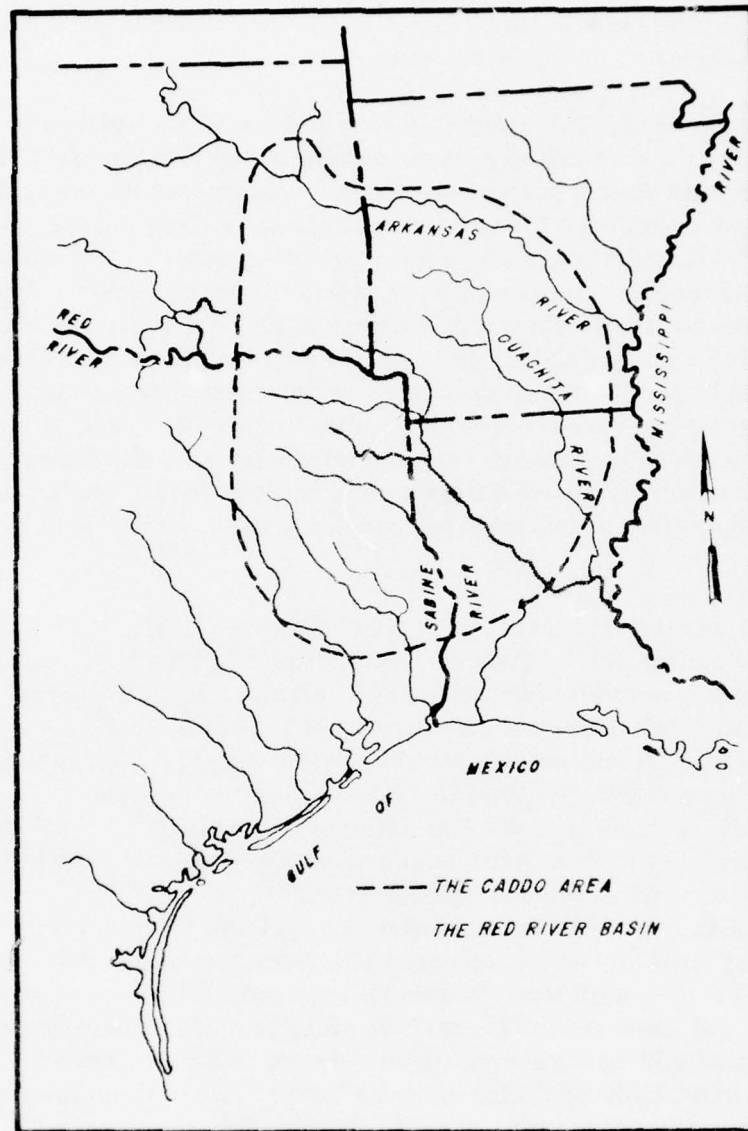 ARKANSAS
RIVER
MISSISSIPPI
RIVER
RED
RIVER
OUACHITA
RIVER
N
SABINE
RIVER
GULF OF MEXICO
THE CADDO AREA
THE RED RIVER BASIN